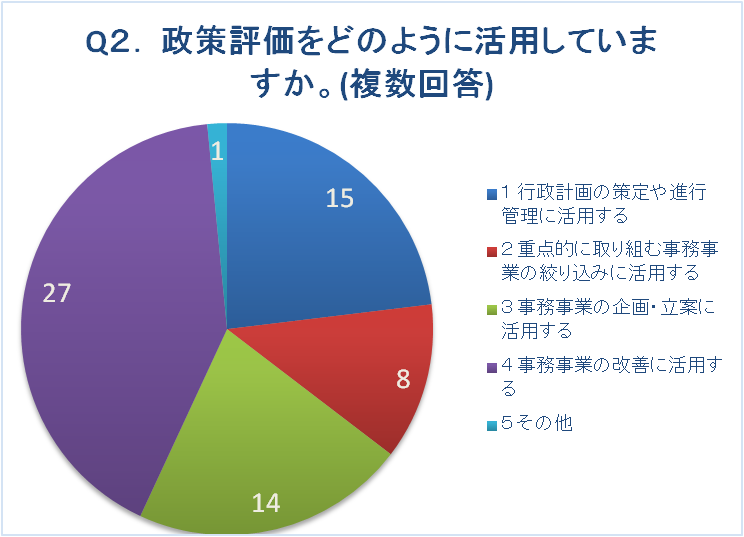 Q２．政策評価をどのように活用していま
すか。(複数回答)
1
15
27
8
14
１行政計画の策定や進行
管理に活用する
２重点的に取り組む事務事
業の絞り込みに活用する
３事務事業の企画・立案に
活用する
４事務事業の改善に活用す
る
５その他